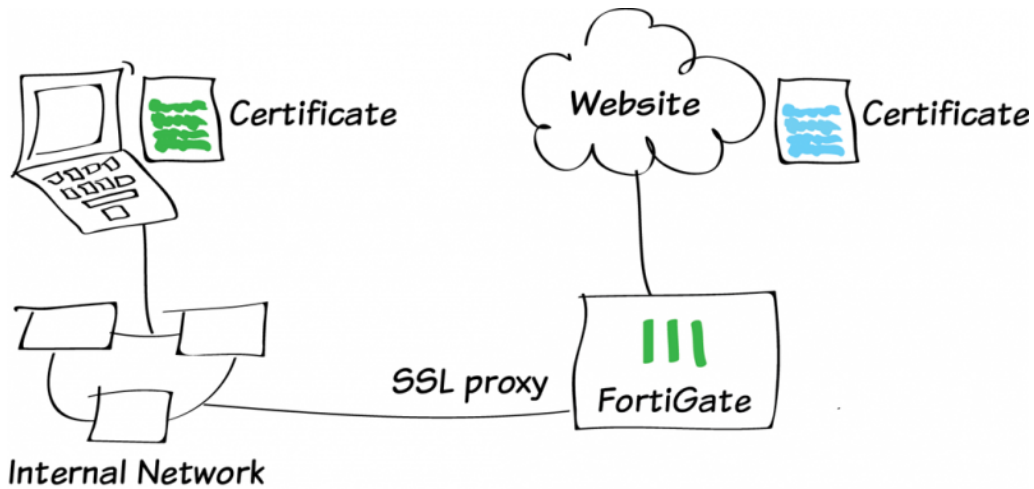 Certificate
Website
Certificate
SSL proxy
FortiGate
Internal Network